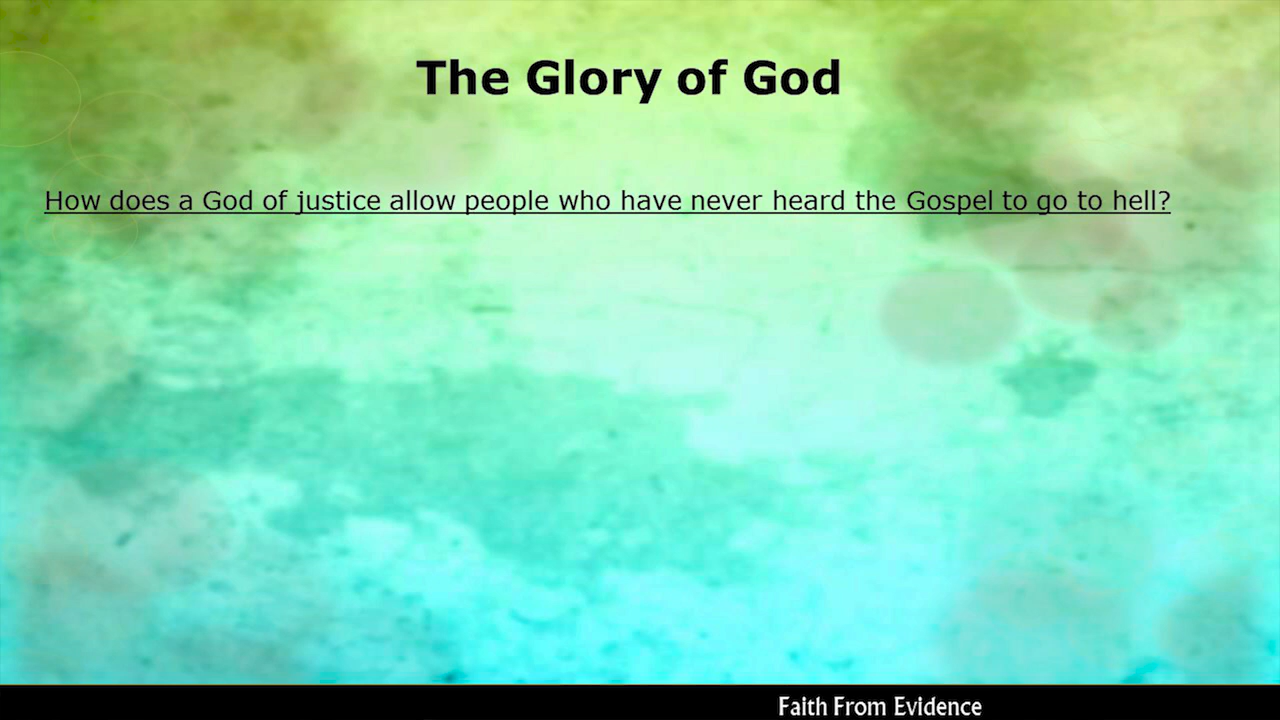 The Glory of God
How does a God of justice allow people who have never heard the Gospel to go to hell?
Faith From Evidence